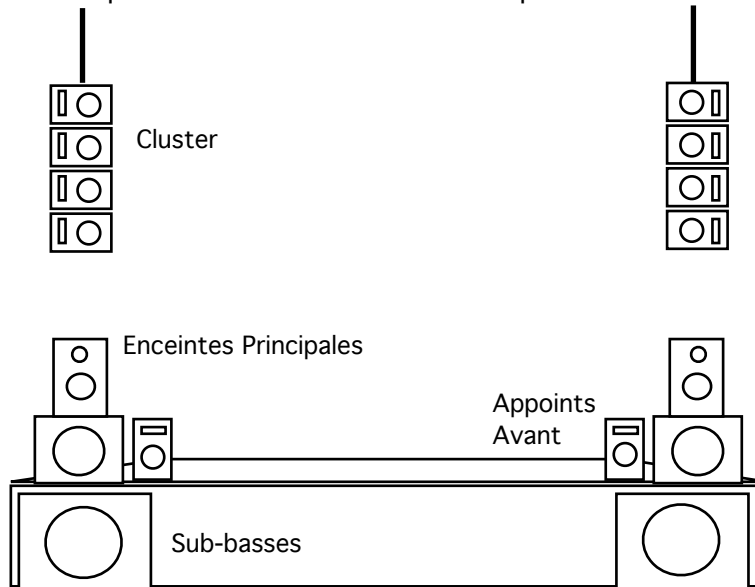 Cluster
Enceintes Principales
Appoints
Avant
Sub-basses